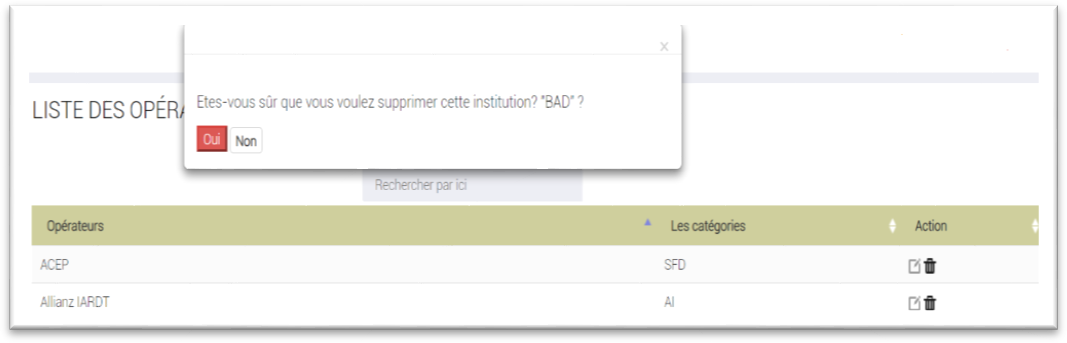 x
Etes-vous sûr que vous voulez supprimer cette institution? "BAD" ?
LISTE DES OPÉRA
Oui Non
Rechercher par ici
Opérateurs Les catégories Action
ACEP SFD
Allianz IARDT AI